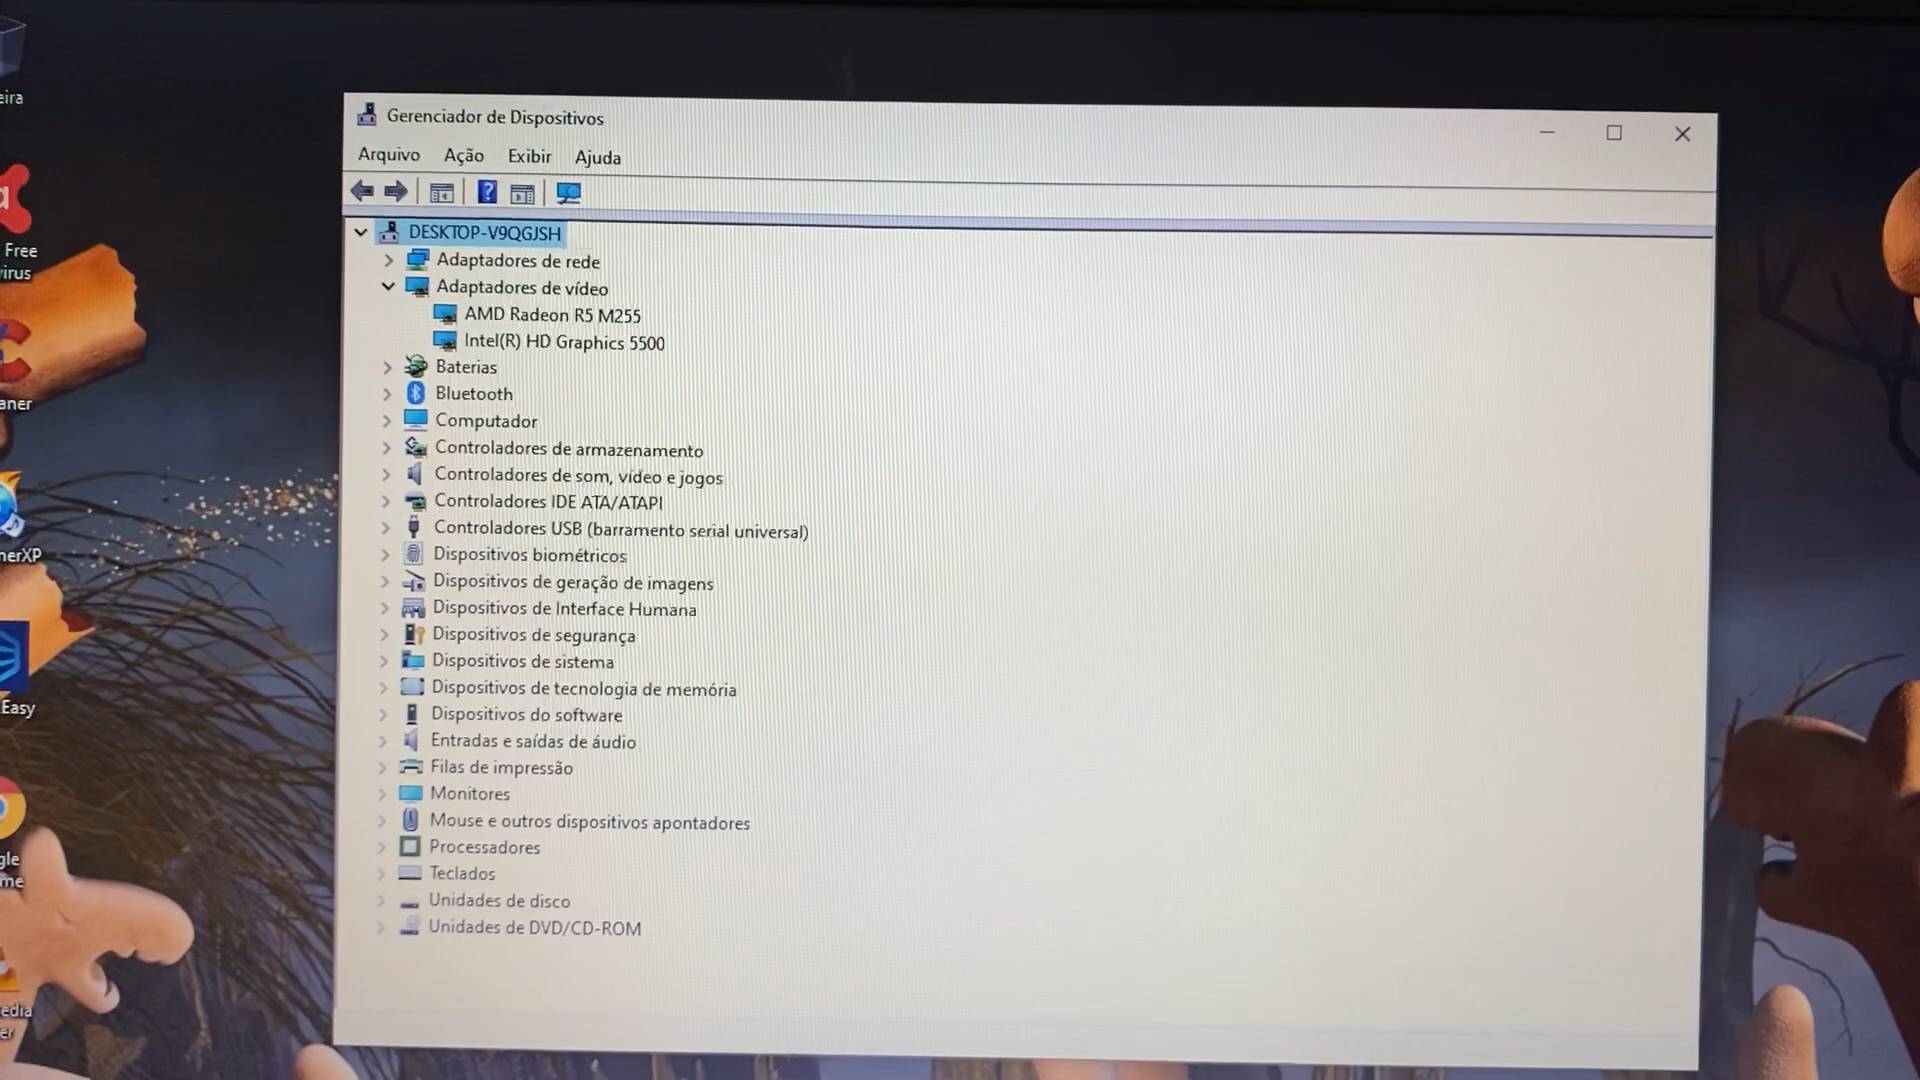 eira
Free
virus
aner
nerXP
Easy
gle
me
edia
er
Gerenciador de Dispositivos
Arquivo Ação Exibir Ajuda
DESKTOP-V9QGJSH
Adaptadores de rede
Adaptadores de vídeo
AMD Radeon R5 M255
Intel(R) HD Graphics 5500
Baterias
Bluetooth
Computador
Controladores de armazenamento
Controladores de som, vídeo e jogos
Controladores IDE ATA/ATAPI
Controladores USB (barramento serial universal)
Dispositivos biométricos
Dispositivos de geração de imagens
Dispositivos de Interface Humana
Dispositivos de segurança
Dispositivos de sistema
Dispositivos de tecnologia de memória
Dispositivos do software
Entradas e saídas de áudio
Filas de impressão
Monitores
Mouse e outros dispositivos apontadores
Processadores
Teclados
Unidades de disco
Unidades de DVD/CD-ROM